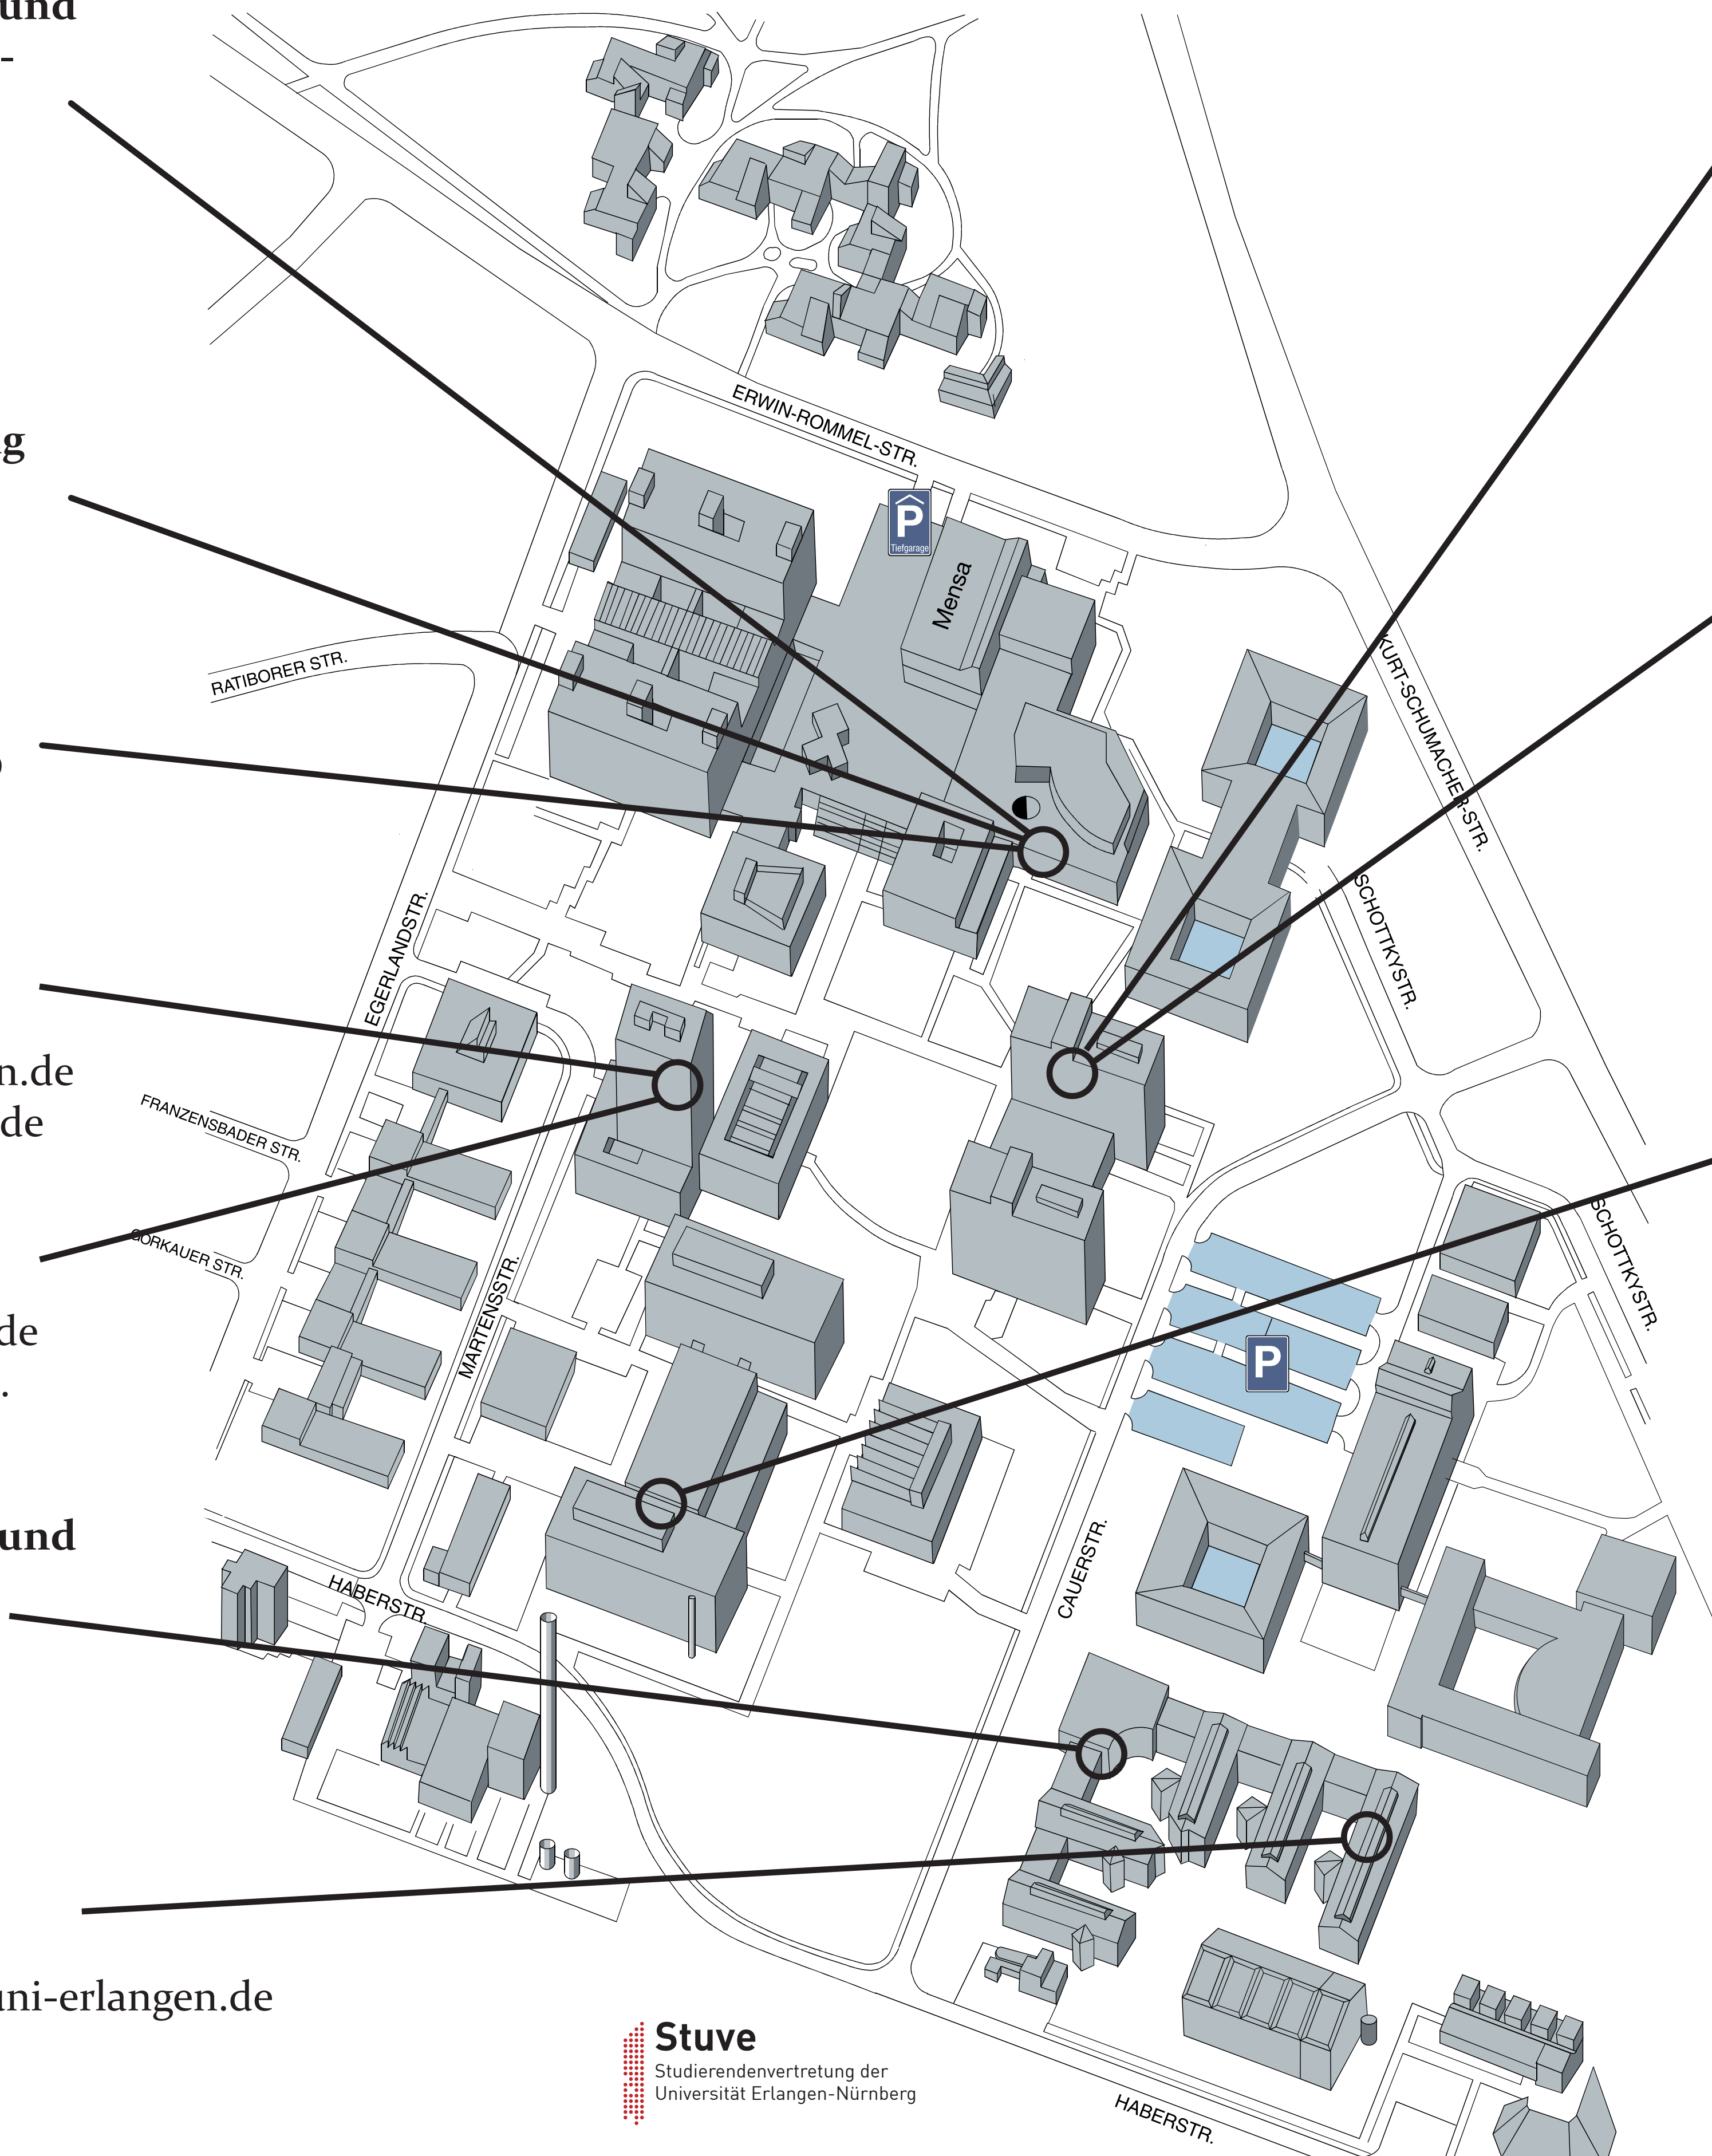 und
-
ERWIN-ROMMEL-STR.
g
P
Tiefgarage
Mensa
RATIBORER STR.
KURT-SCHUMACHER-STR.
EGERLANDSTR.
SCHOTTKYSTR.
n.de
de
FRANZENSBADER STR.
GORKAUER STR.
SCHOTTKYSTR.
MARTENSSTR.
de
.
P
und
CAUERSTR.
HABERSTR.
uni-erlangen.de
Stuve
Studierendenvertretung der
Universität Erlangen-Nürnberg
HABERSTR.